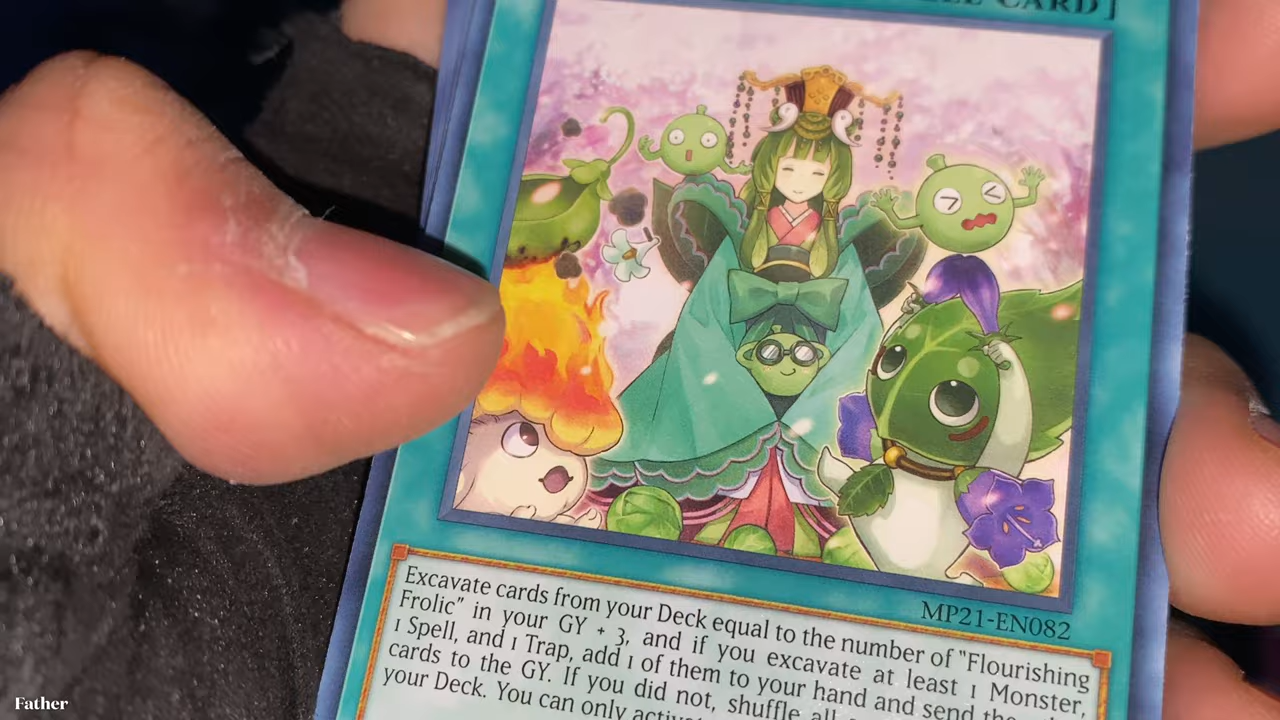 CARD]
MP21-EN082
Excavate cards from your Deck equal to the number of "Flourishing
Frolic" in your GY + 3, and if you excavate at least 1 Monster,
1 Spell, and 1 Trap, add 1 of them to your hand and send the
cards to the GY. If you did not, shuffle all
your Deck. You can only
Father